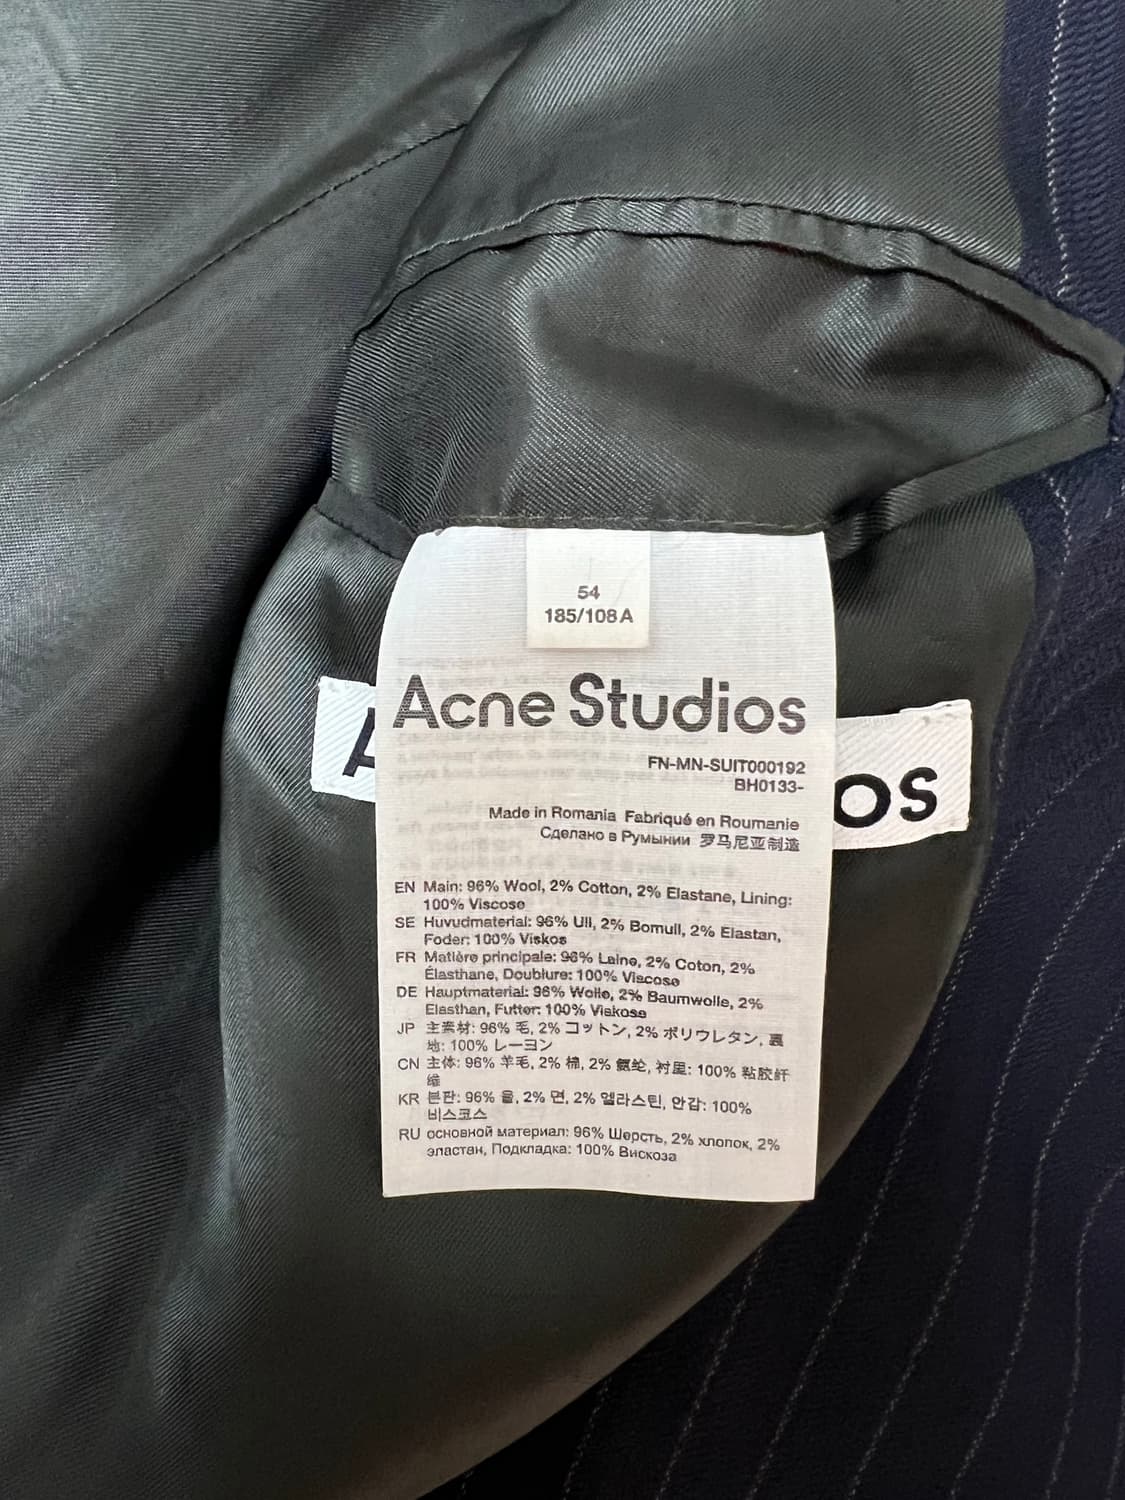 54
185/108A
Acne Studios
A
OS
FN-MN-SUIT000192
BH0133-
Made in Romania Fabriqué en Roumanie
Сделано в Румынии 罗马尼亚制造
EN Main: 96% Wool, 2% Cotton, 2% Elastane, Lining:
100% Viscose
SE Huvudmaterial: 96% Ull, 2% Bomull, 2% Elastan,
Foder: 100% Viskos
FR Matière principale: 96% Laine, 2% Coton, 2%
Élasthane, Doublure: 100% Viscose
DE Hauptmaterial: 96% Wolle, 2% Baumwolle, 2%
Elasthan, Futter: 100% Viskose
JP 主素材: 96% 毛, 2% コットン, 2% ポリウレタン, 裏
地: 100% レーヨン
CN 主体: 96% 羊毛, 2% 棉, 2% 氨纶, 衬里: 100% 粘胶纤
维
KR 본판: 96% 울, 2% 면, 2% 엘라스틴, 안감: 100%
비스코스
RU основной материал: 96% Шерсть, 2% хлопок, 2%
эластан, Подкладка: 100% Вискоза